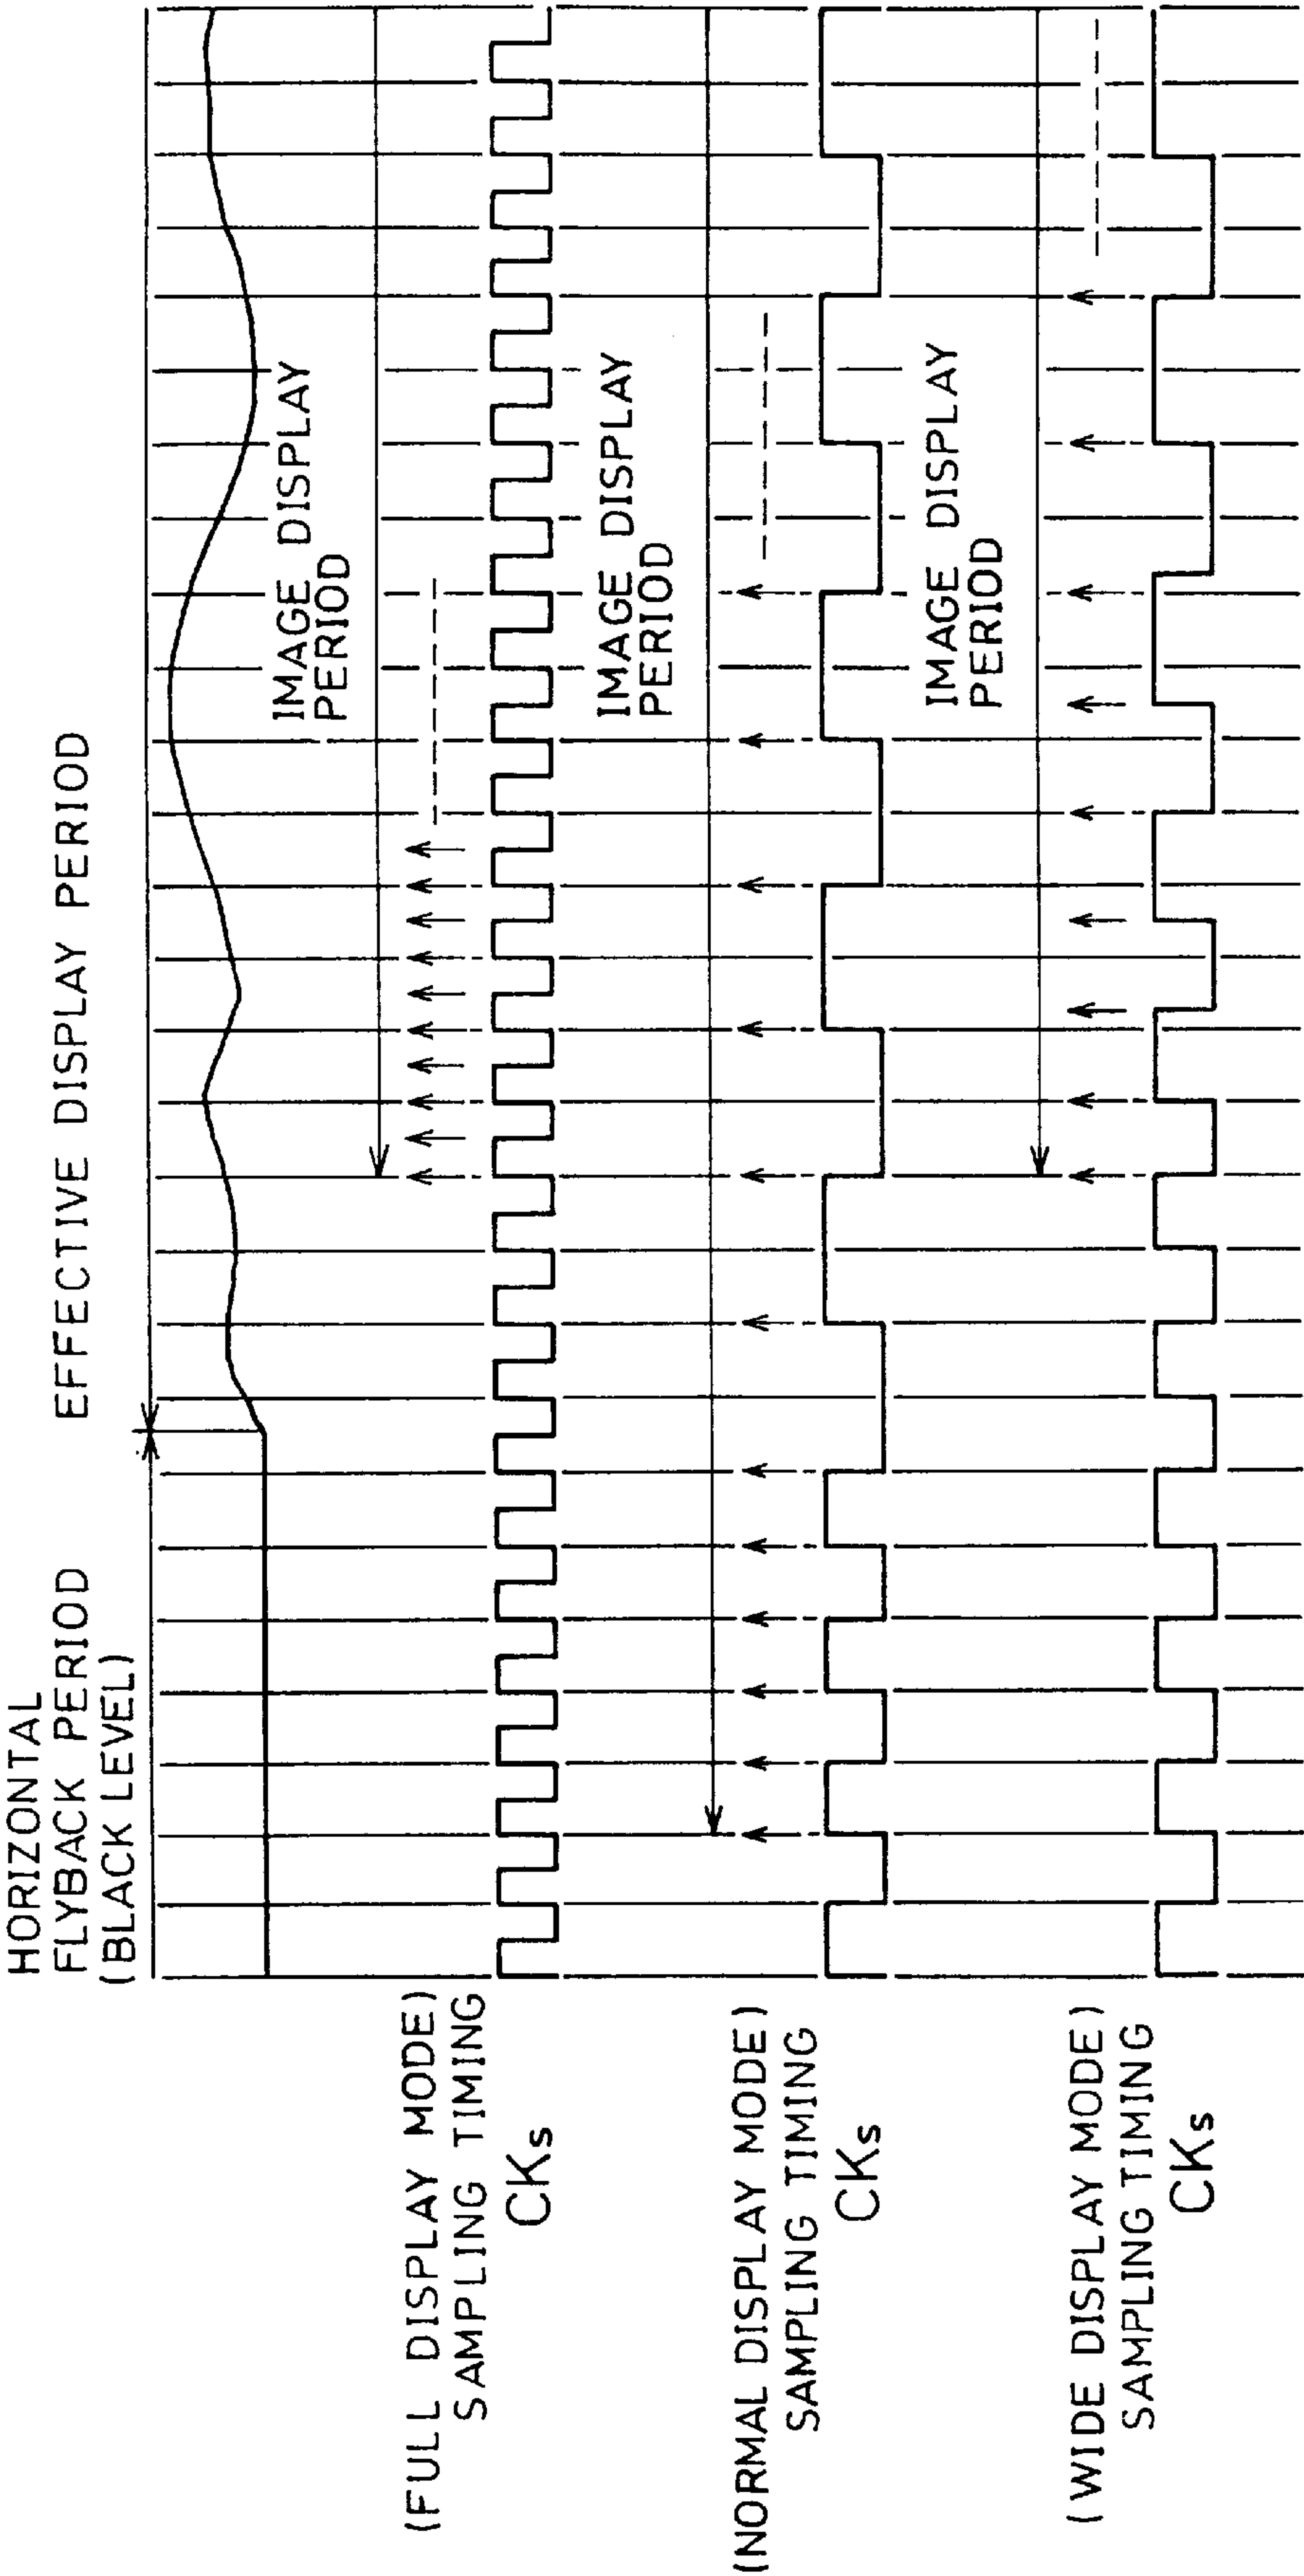 HORIZONTAL
FLYBACK PERIOD
(BLACK LEVEL)
EFFECTIVE DISPLAY PERIOD
IMAGE DISPLAY
PERIOD
(FULL DISPLAY MODE)
SAMPLING TIMING
CKs
IMAGE DISPLAY
PERIOD
(NORMAL DISPLAY MODE)
SAMPLING TIMING
CKs
IMAGE DISPLAY
PERIOD
(WIDE DISPLAY MODE)
SAMPLING TIMING
CKs